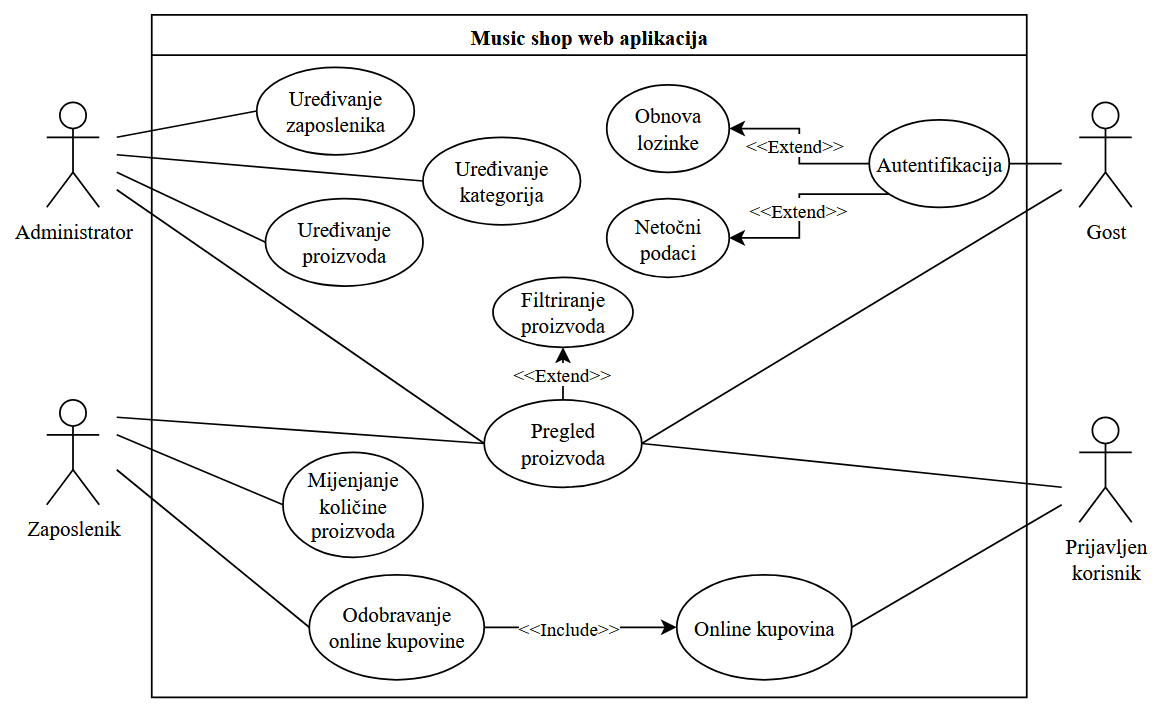 Music shop web aplikacija
Uređivanje
zaposlenika
Uređivanje
kategorija
Uređivanje
proizvoda
Administrator
Obnova
lozinke
<<Extend>>
Autentifikacija
<<Extend>>
Netočni
podaci
Gost
Filtriranje
proizvoda
<<Extend>>
Pregled
proizvoda
Zaposlenik
Mijenjanje
količine
proizvoda
Prijavljen
korisnik
Odobravanje
online kupovine
<<Include>>
Online kupovina